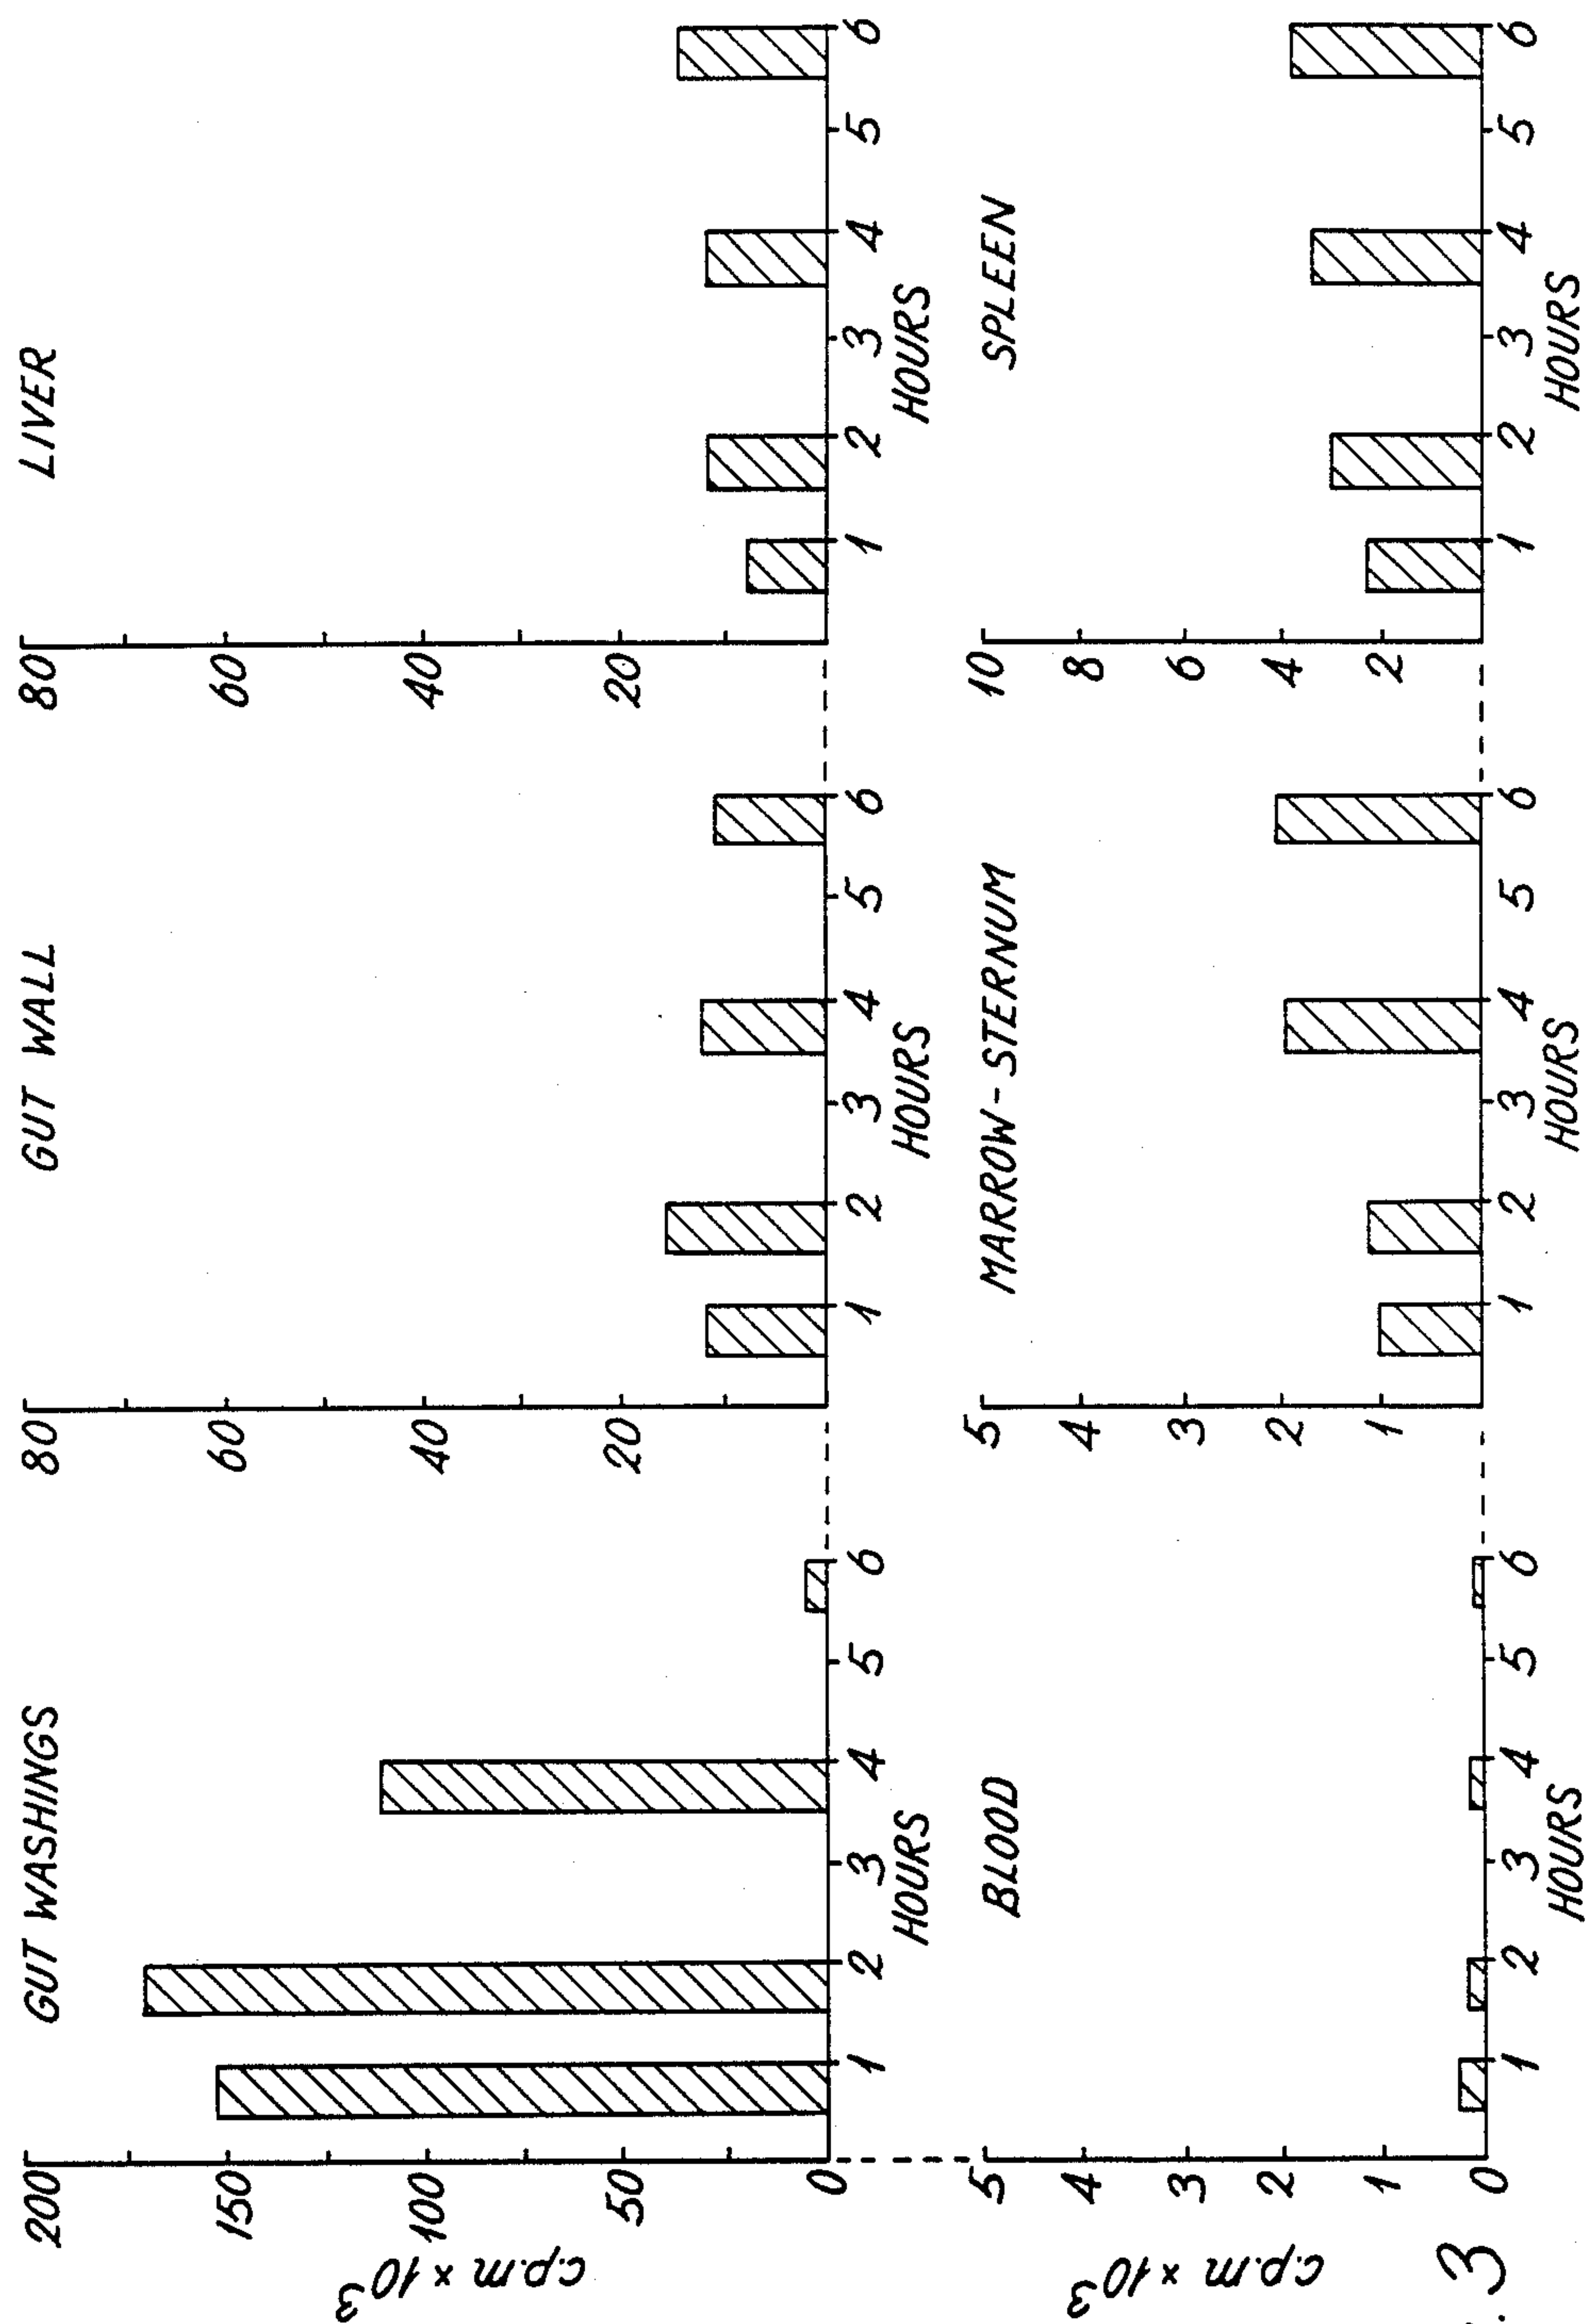 GUT WASHINGS
c.p.m × 10³
200
150
100
50
0
1 2 3 4 5 6
HOURS
GUT WALL
80
60
40
20
1 2 3 4 5 6
HOURS
LIVER
80
60
40
20
1 2 3 4 5 6
HOURS
BLOOD
c.p.m × 10³
5
4
3
2
1
0
1 2 3 4 5 6
HOURS
MARROW-STERNUM
5
4
3
2
1
1 2 3 4 5 6
HOURS
SPLEEN
10
8
6
4
2
1 2 3 4 5 6
HOURS
. 3